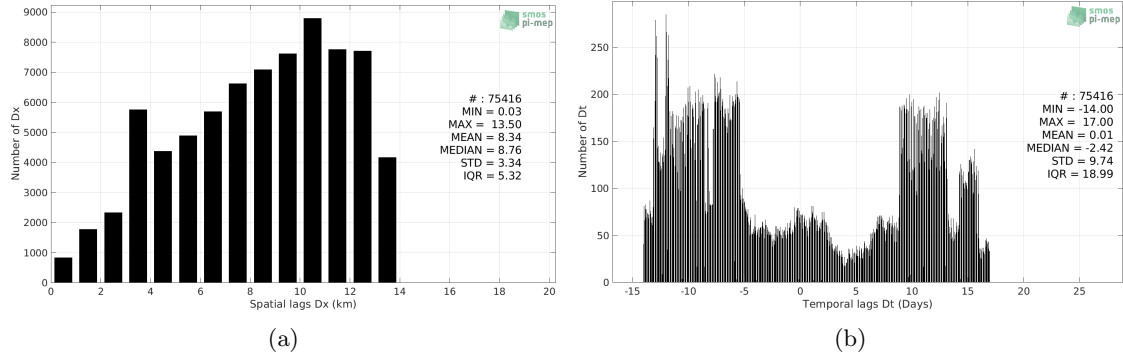 9000
8000
7000
6000
5000
4000
3000
2000
1000
0
Number of Dx
0 2 4 6 8 10 12 14 16 18 20
Spatial lags Dx (km)
smos
pi-mep
# : 75416
MIN = 0.03
MAX = 13.50
MEAN = 8.34
MEDIAN = 8.76
STD = 3.34
IQR = 5.32
(a)
250
200
150
100
50
0
Number of Dt
-15 -10 -5 0 5 10 15 20 25
Temporal lags Dt (Days)
smos
pi-mep
# : 75416
MIN = -14.00
MAX = 17.00
MEAN = 0.01
MEDIAN = -2.42
STD = 9.74
IQR = 18.99
(b)